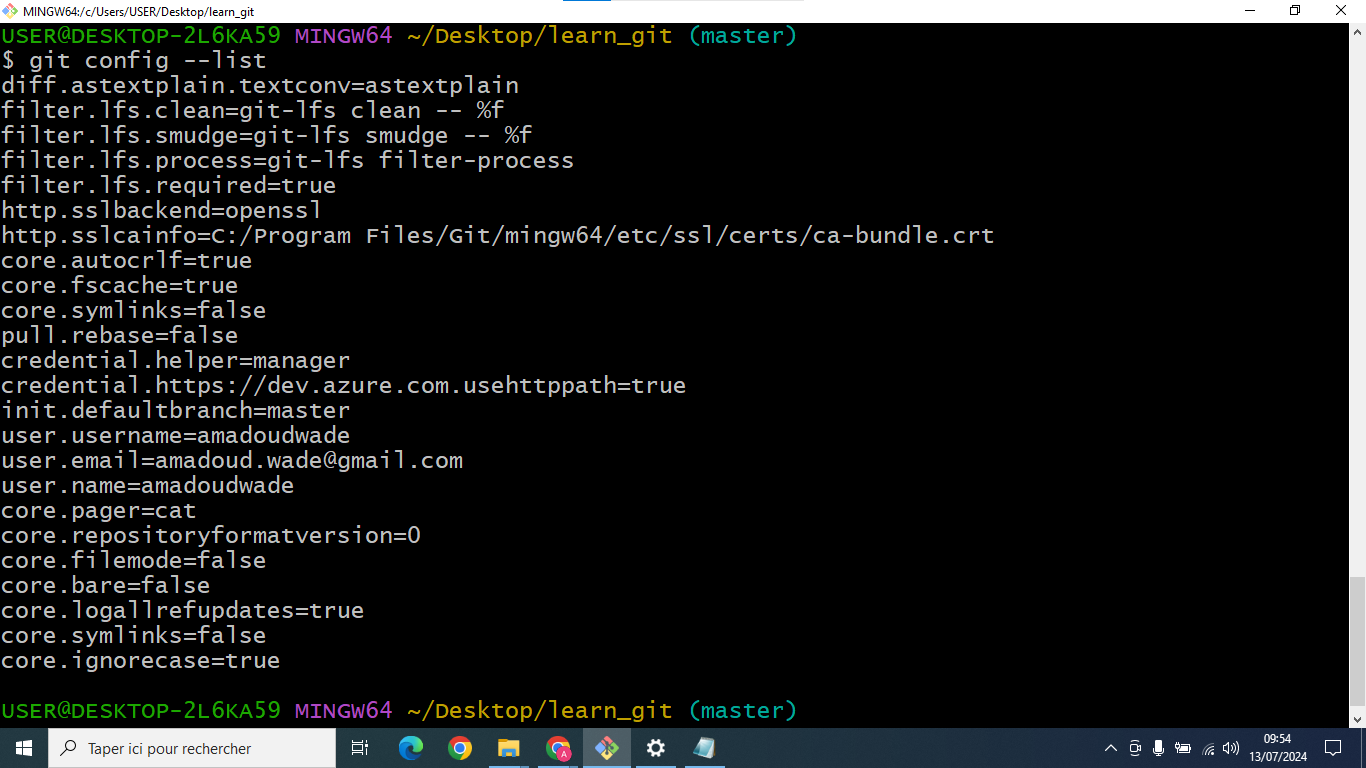 MINGW64:/c/Users/USER/Desktop/learn_git
USER@DESKTOP-2L6KA59 MINGW64 ~/Desktop/learn_git (master)
$ git config --list
diff.astextplain.textconv=astextplain
filter.lfs.clean=git-lfs clean -- %f
filter.lfs.smudge=git-lfs smudge -- %f
filter.lfs.process=git-lfs filter-process
filter.lfs.required=true
http.sslbackend=openssl
http.sslcainfo=C:/Program Files/Git/mingw64/etc/ssl/certs/ca-bundle.crt
core.autocrlf=true
core.fscache=true
core.symlinks=false
pull.rebase=false
credential.helper=manager
credential.https://dev.azure.com.usehttppath=true
init.defaultbranch=master
user.username=amadoudwade
user.email=amadoud.wade@gmail.com
user.name=amadoudwade
core.pager=cat
core.repositoryformatversion=0
core.filemode=false
core.bare=false
core.logallrefupdates=true
core.symlinks=false
core.ignorecase=true
USER@DESKTOP-2L6KA59 MINGW64 ~/Desktop/learn_git (master)
Taper ici pour rechercher
A
09:54
13/07/2024